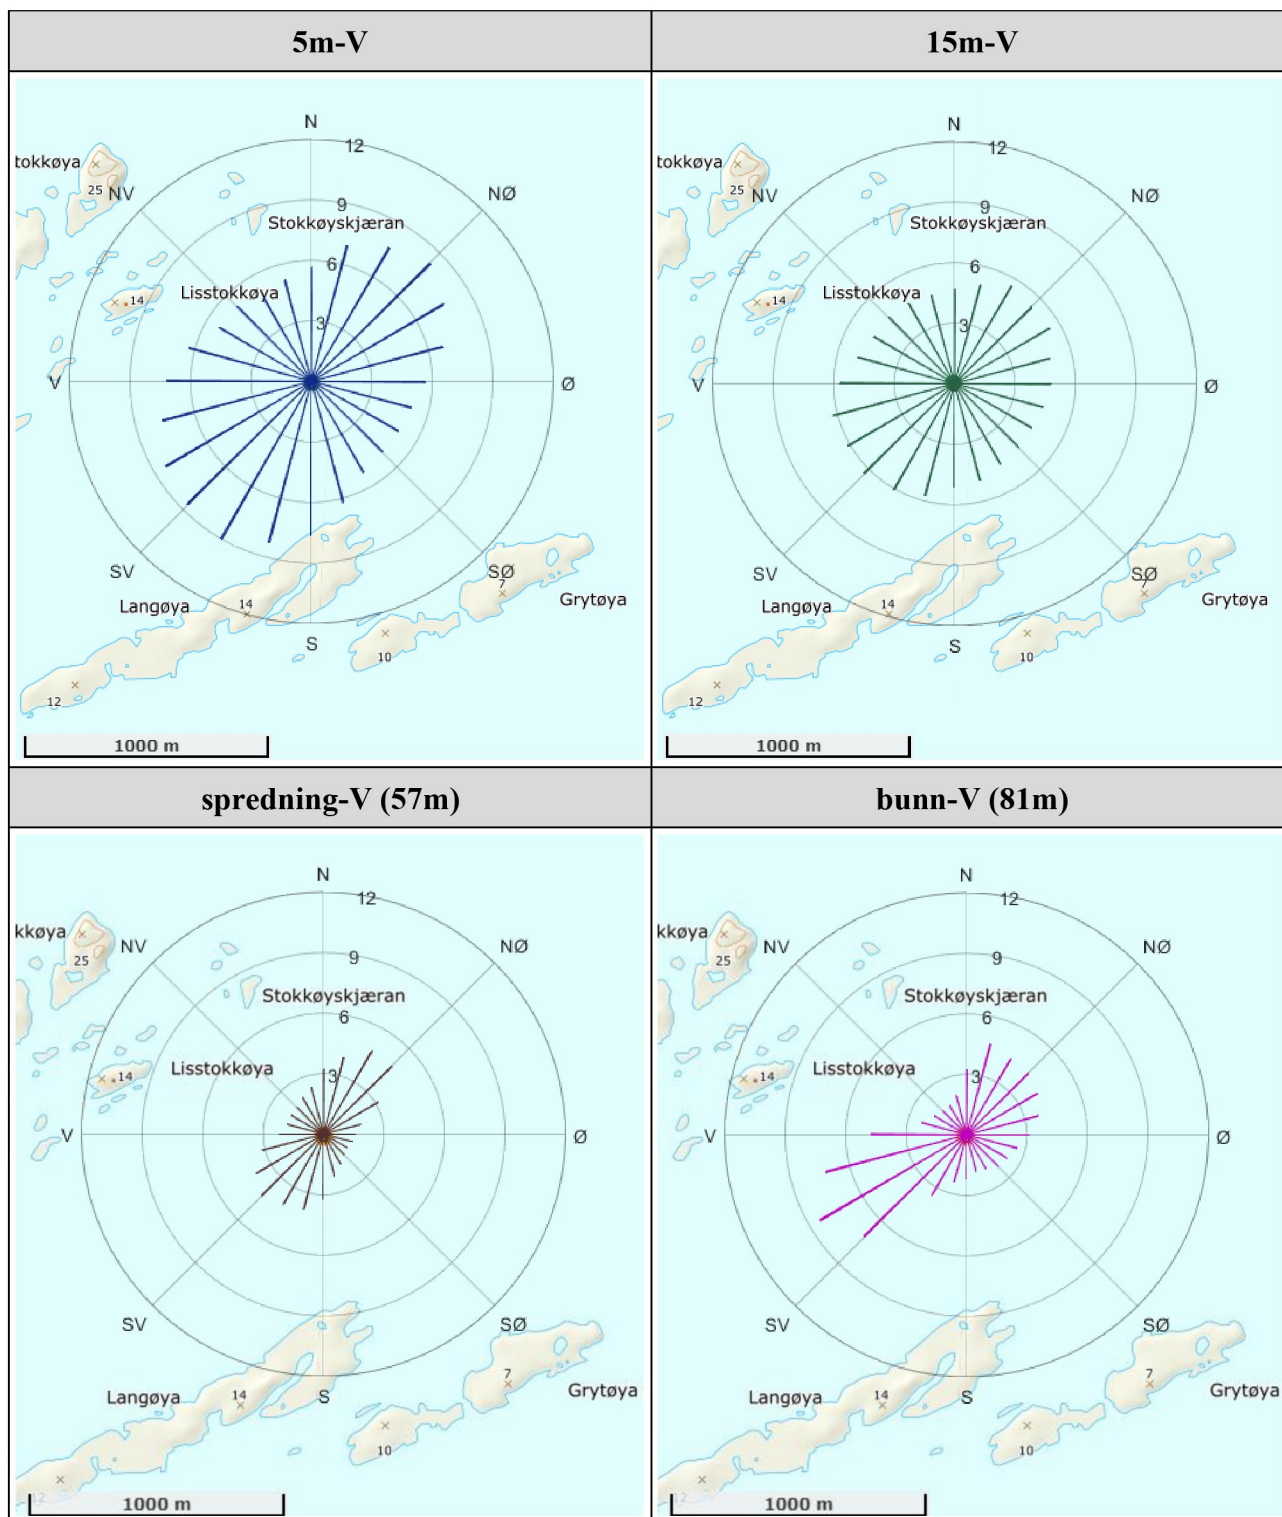 5m-V
15m-V
N
12
tokkøya
25
NV
9
NØ
Stokkøyskjæran
6
Lisstokkøya
14
3
V
Ø
SV
SØ
7
Langøya
14
Grytøya
S
10
12
1000 m
N
12
tokkøya
25
NV
9
NØ
Stokkøyskjæran
6
Lisstokkøya
14
3
V
Ø
SV
SØ
7
Langøya
14
Grytøya
S
10
12
1000 m
spredning-V (57m)
bunn-V (81m)
N
12
kkøya
NV
NØ
25
9
Stokkøyskjæran
6
Lisstokkøya
14
3
V
Ø
SV
SØ
7
Langøya
14
S
Grytøya
10
12
1000 m
N
12
kkøya
NV
NØ
25
9
Stokkøyskjæran
6
Lisstokkøya
14
3
V
Ø
SV
SØ
7
Langøya
14
S
Grytøya
10
12
1000 m